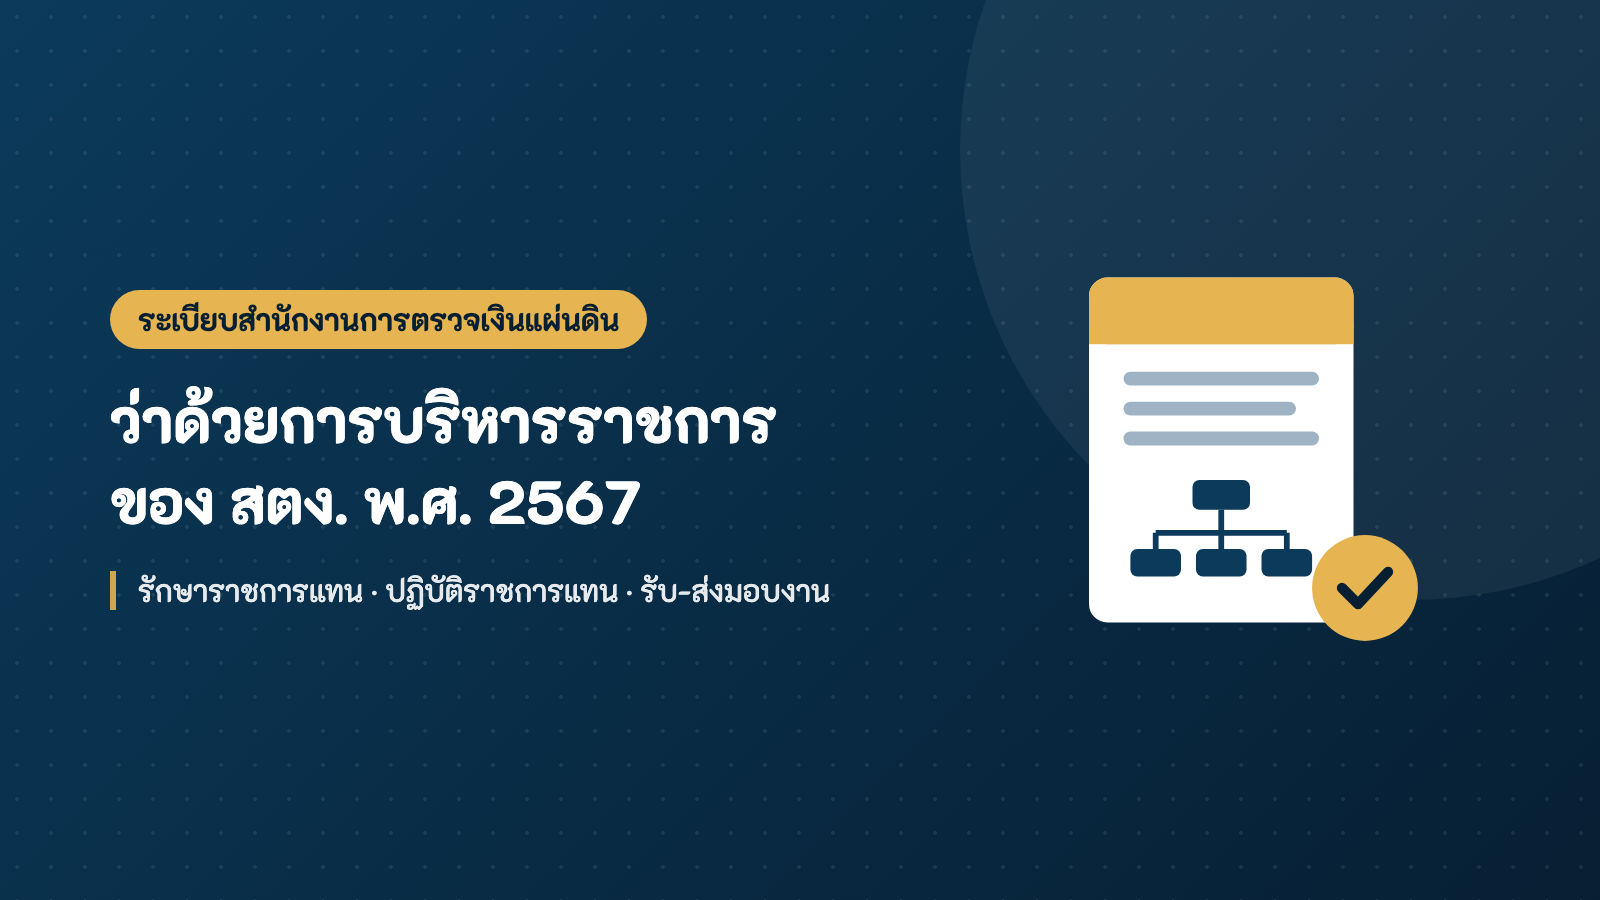 ระเบียบสำนักงานการตรวจเงินแผ่นดิน
ว่าด้วยการบริหารราชการ
ของ สตง. พ.ศ. 2567
รักษาราชการแทน · ปฏิบัติราชการแทน · รับ-ส่งมอบงาน